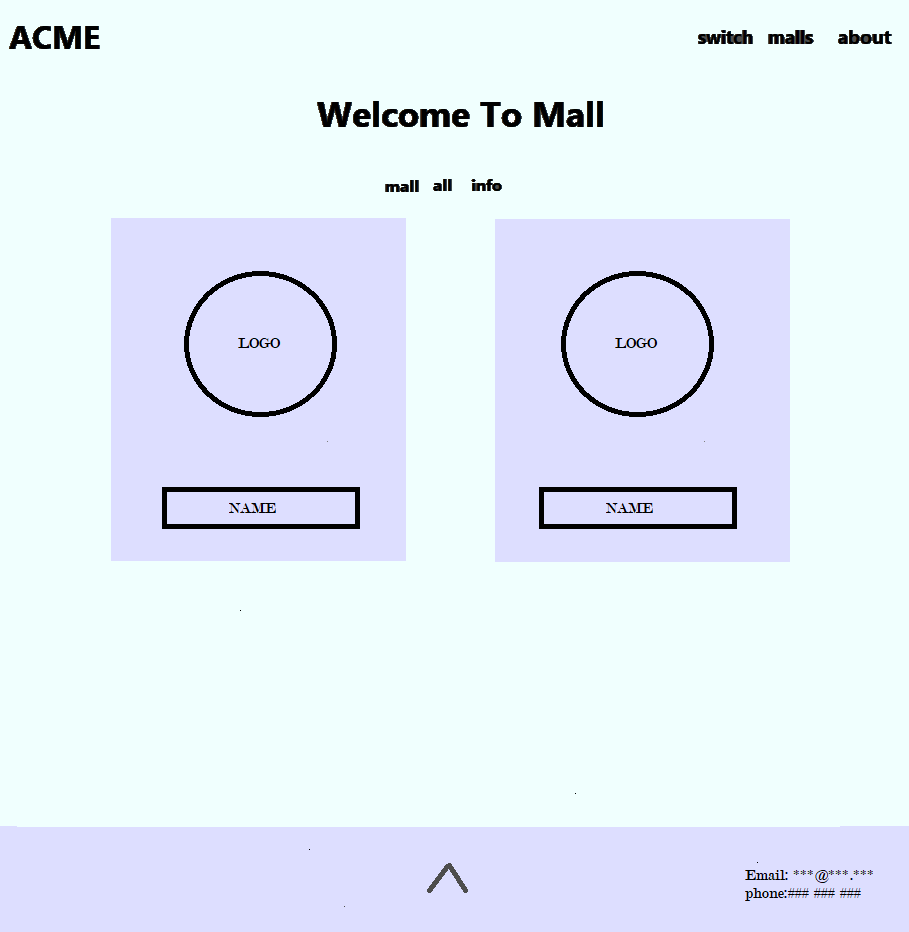 ACME switch malls about
Welcome To Mall
mall all info
LOGO LOGO
NAME NAME
Email: ***@***.***
phone:### ### ###